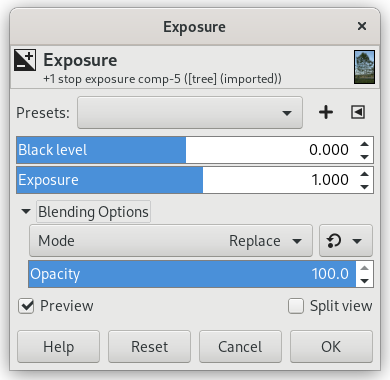 Exposure
Exposure
+1 stop exposure comp-5 ([tree] (imported))
Presets:
Black level 0.000
Exposure 1.000
Blending Options
Mode Replace
Opacity 100.0
Preview Split view
Help Reset Cancel OK